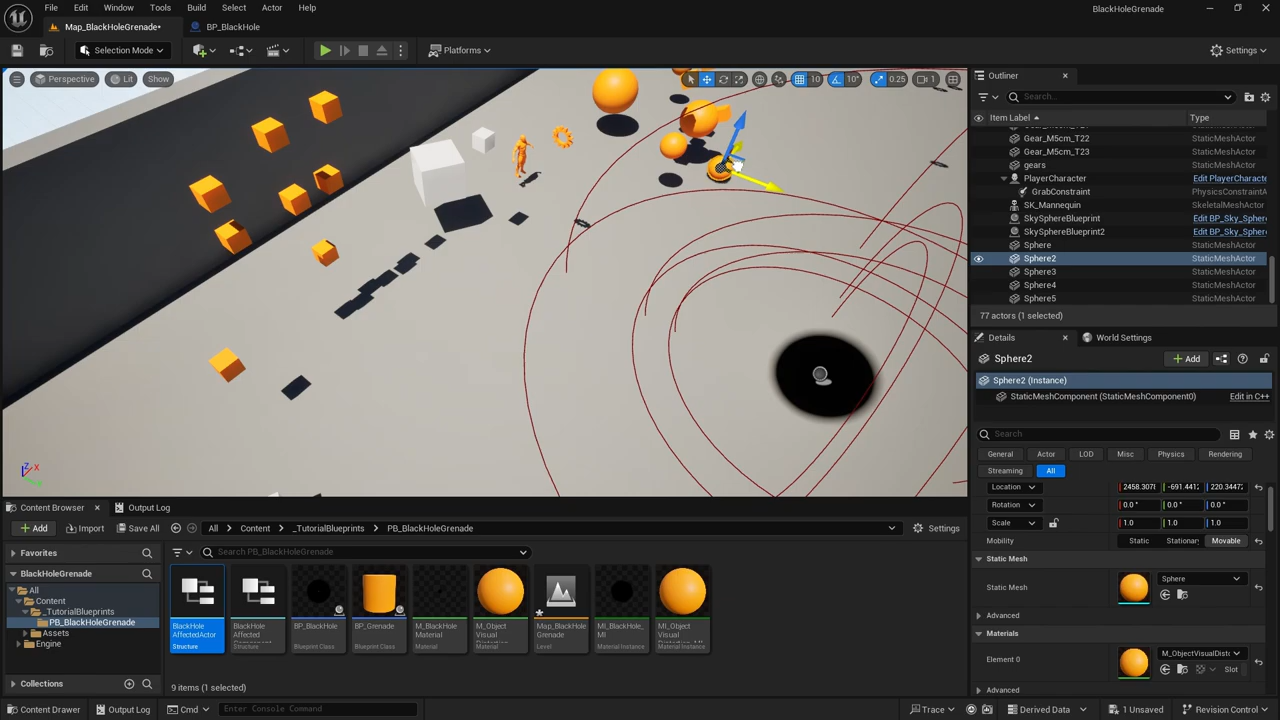 File Edit Window Tools Build Select Actor Help
BlackHoleGrenade
Map_BlackHoleGrenade*
BP_BlackHole
Selection Mode
Platforms
Settings
Perspective
Lit
Show
10
10°
0.25
1
Outliner
Search...
Item Label
Type
Gear_M5cm_T22 StaticMeshActor
Gear_M5cm_T23 StaticMeshActor
gears StaticMeshActor
PlayerCharacter Edit PlayerCharacte
GrabConstraint PhysicsConstraintA
SK_Mannequin SkeletalMeshActor
SkySphereBlueprint Edit BP_Sky_Sphere
SkySphereBlueprint2 Edit BP_Sky_Sphere
Sphere StaticMeshActor
Sphere2 StaticMeshActor
Sphere3 StaticMeshActor
Sphere4 StaticMeshActor
Sphere5 StaticMeshActor
77 actors (1 selected)
Details
World Settings
Sphere2
Add
Sphere2 (Instance)
StaticMeshComponent (StaticMeshComponent0) Edit in C++
Search
General Actor LOD Misc Physics Rendering
Streaming All
Location 2458.307 -691.441 220.3447
Rotation 0.0° 0.0° 0.0°
Scale 1.0 1.0 1.0
Mobility Static Stationary Movable
Static Mesh
Static Mesh Sphere
Advanced
Materials
Element 0 M_ObjectVisualDisto
Slot
Advanced
Content Browser
Output Log
Add Import Save All All Content _TutorialBlueprints PB_BlackHoleGrenade Settings
Favorites
Search PB_BlackHoleGrenade
BlackHoleGrenade
All
Content
_TutorialBlueprints
PB_BlackHoleGrenade
Assets
Engine
Collections
BlackHole
AffectedActor
Structure
BlackHole
Affected
Structure
BP_BlackHole
Blueprint Class
BP_Grenade
Blueprint Class
M_BlackHole
Material
Material
M_Object
Visual
Material
Map_BlackHole
Grenade
Level
MI_BlackHole_
MI
Material Instance
MI_Object
Visual
Material Instance
9 items (1 selected)
Content Drawer
Output Log
Cmd
Enter Console Command
Trace
Derived Data
1 Unsaved
Revision Control